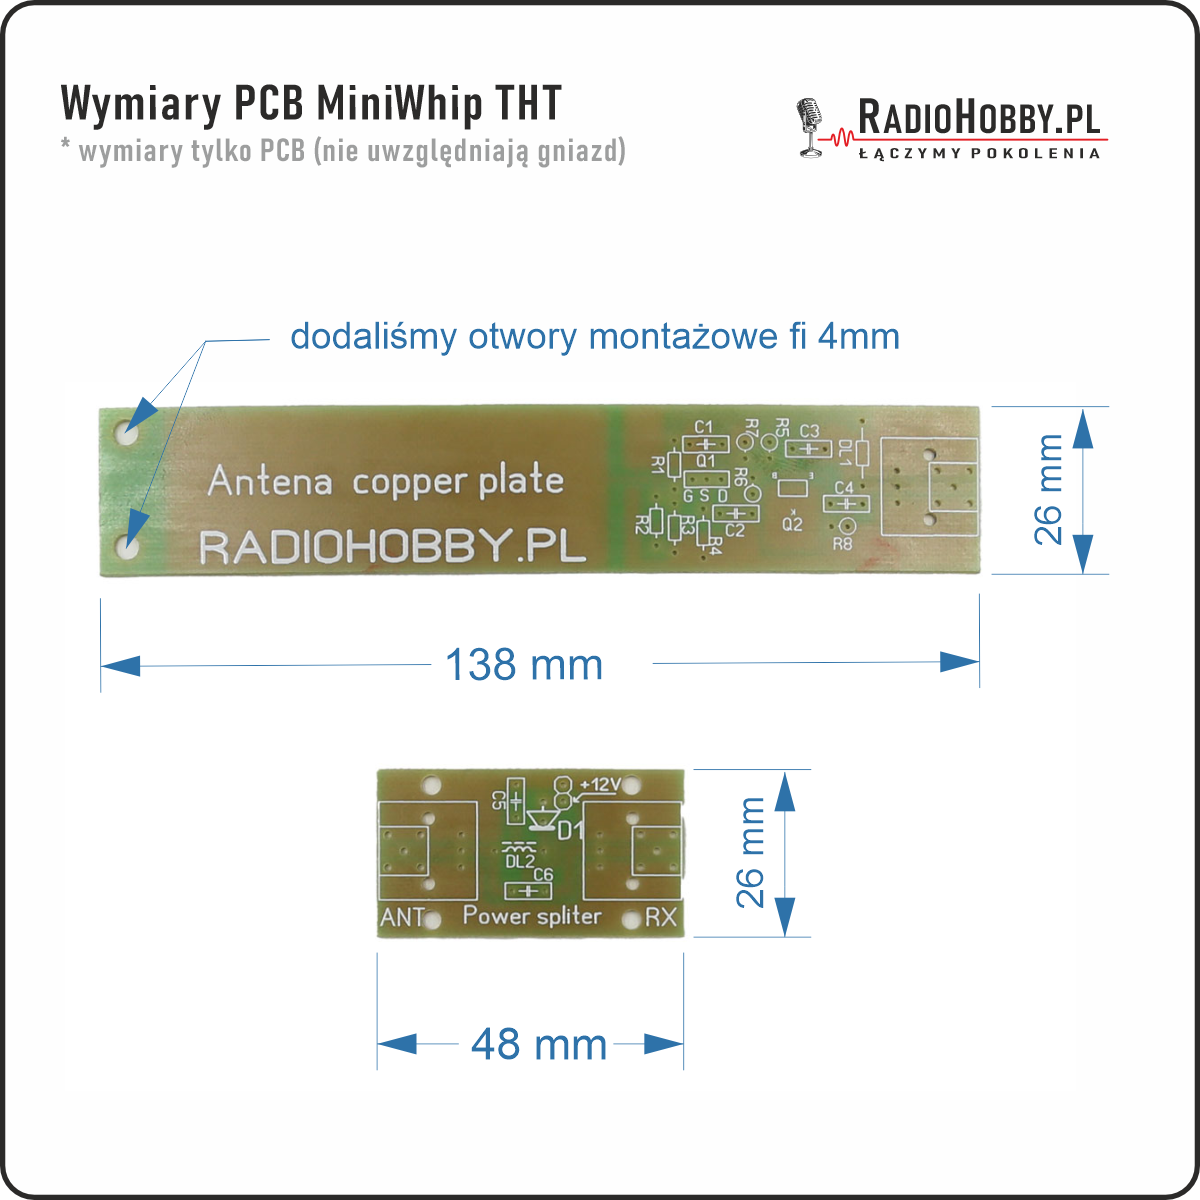 Wymiary PCB MiniWhip THT
* wymiary tylko PCB (nie uwzględniają gniazd)
RADIOHOBBY.PL
ŁĄCZYMY POKOLENIA
dodaliśmy otwory montażowe fi 4mm
Antena copper plate
RADIOHOBBY.PL
C1
R7
R5
C3
DL1
R1
Q1
R6
G S D
C4
R2
R3
R4
C2
Q2
R8
26 mm
138 mm
C5
+12V
D1
DL2
C6
ANT
Power spliter
RX
26 mm
48 mm